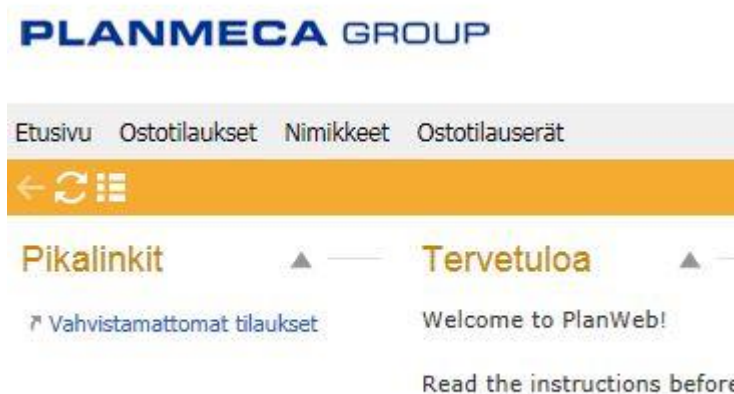 PLANMECA GROUP
Etusivu Ostotilaukset Nimikkeet Ostotilauserät
Pikalinkit
Vahvistamattomat tilaukset
Tervetuloa
Welcome to PlanWeb!
Read the instructions before